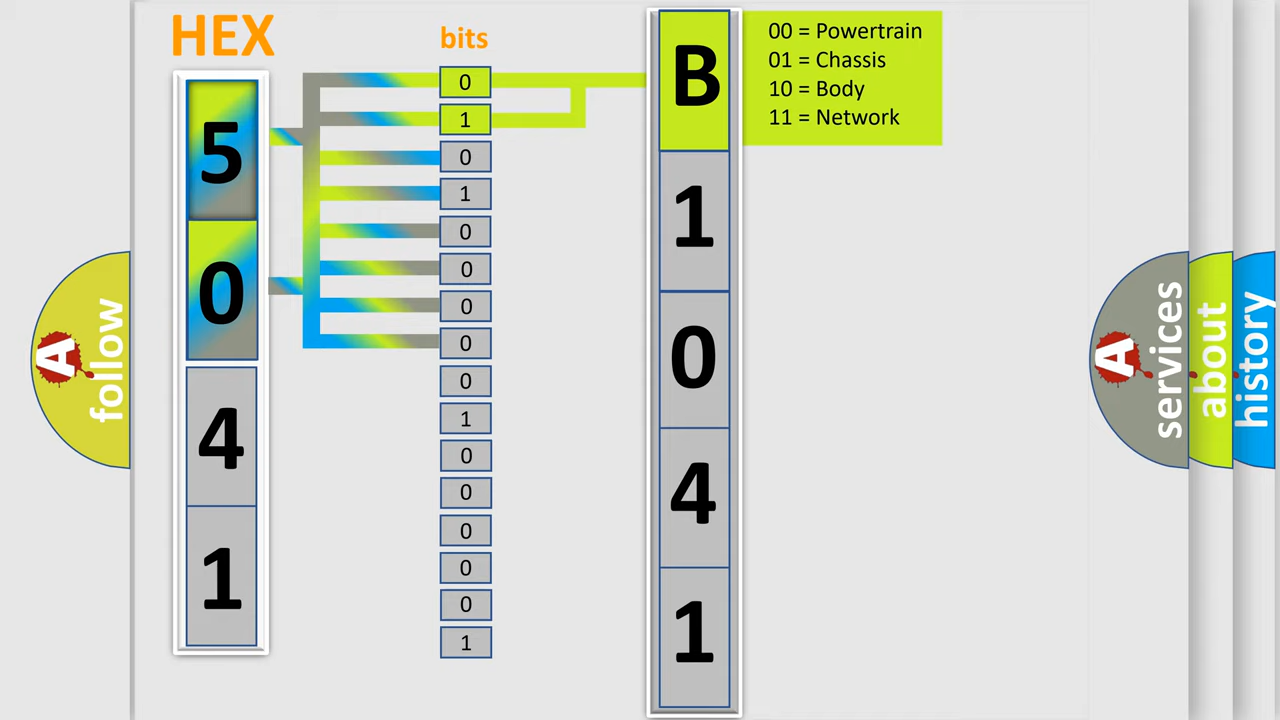 HEX
bits
5
0
4
1
0
1
0
1
0
0
0
0
0
1
0
0
0
0
0
1
B
1
0
4
1
00 = Powertrain
01 = Chassis
10 = Body
11 = Network
A
follow
A
services
about
history